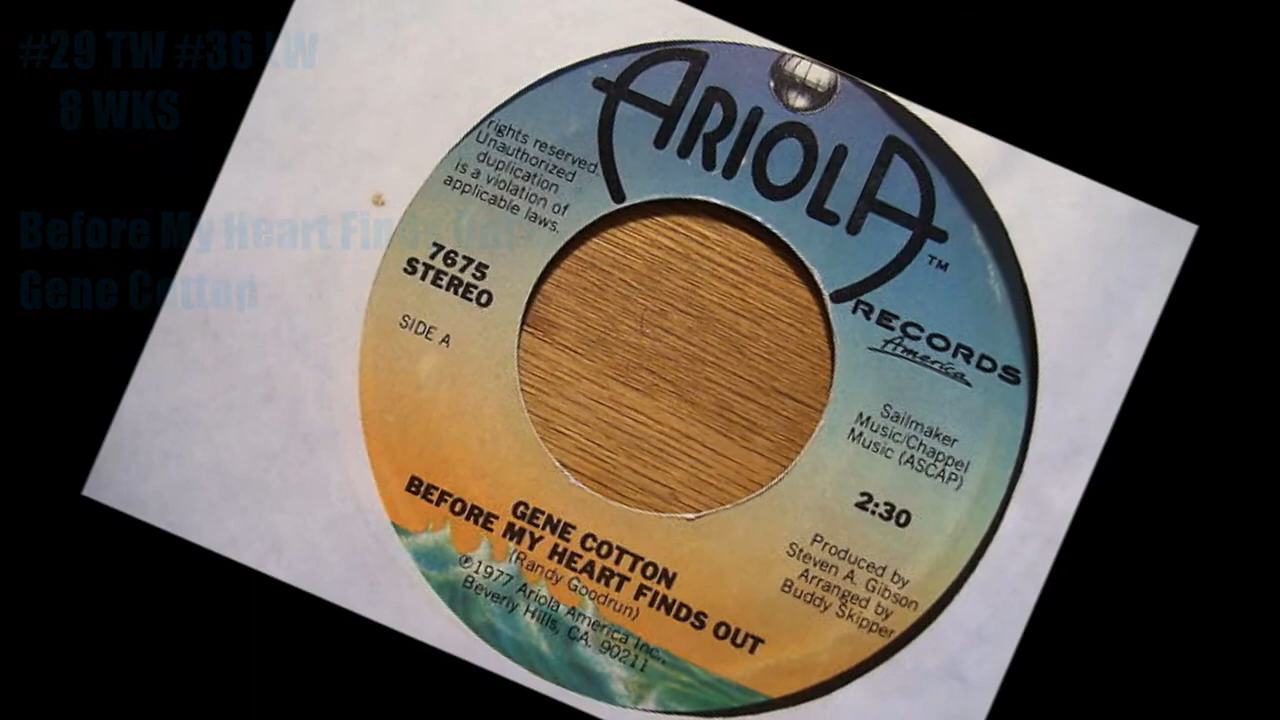 #29 TW #36 LW
8 WKS
Before My Heart Finds Out
Gene Cotton
ARIOLA
TM
RECORDS
America
rights reserved.
Unauthorized
duplication
is a violation of
applicable laws.
7675
STEREO
SIDE A
Sailmaker
Music/Chappel
Music (ASCAP)
2:30
Produced by
Steven A. Gibson
Arranged by
Buddy Skipper
GENE COTTON
BEFORE MY HEART FINDS OUT
(Randy Goodrun)
℗1977 Ariola America Inc.,
Beverly Hills, CA. 90211